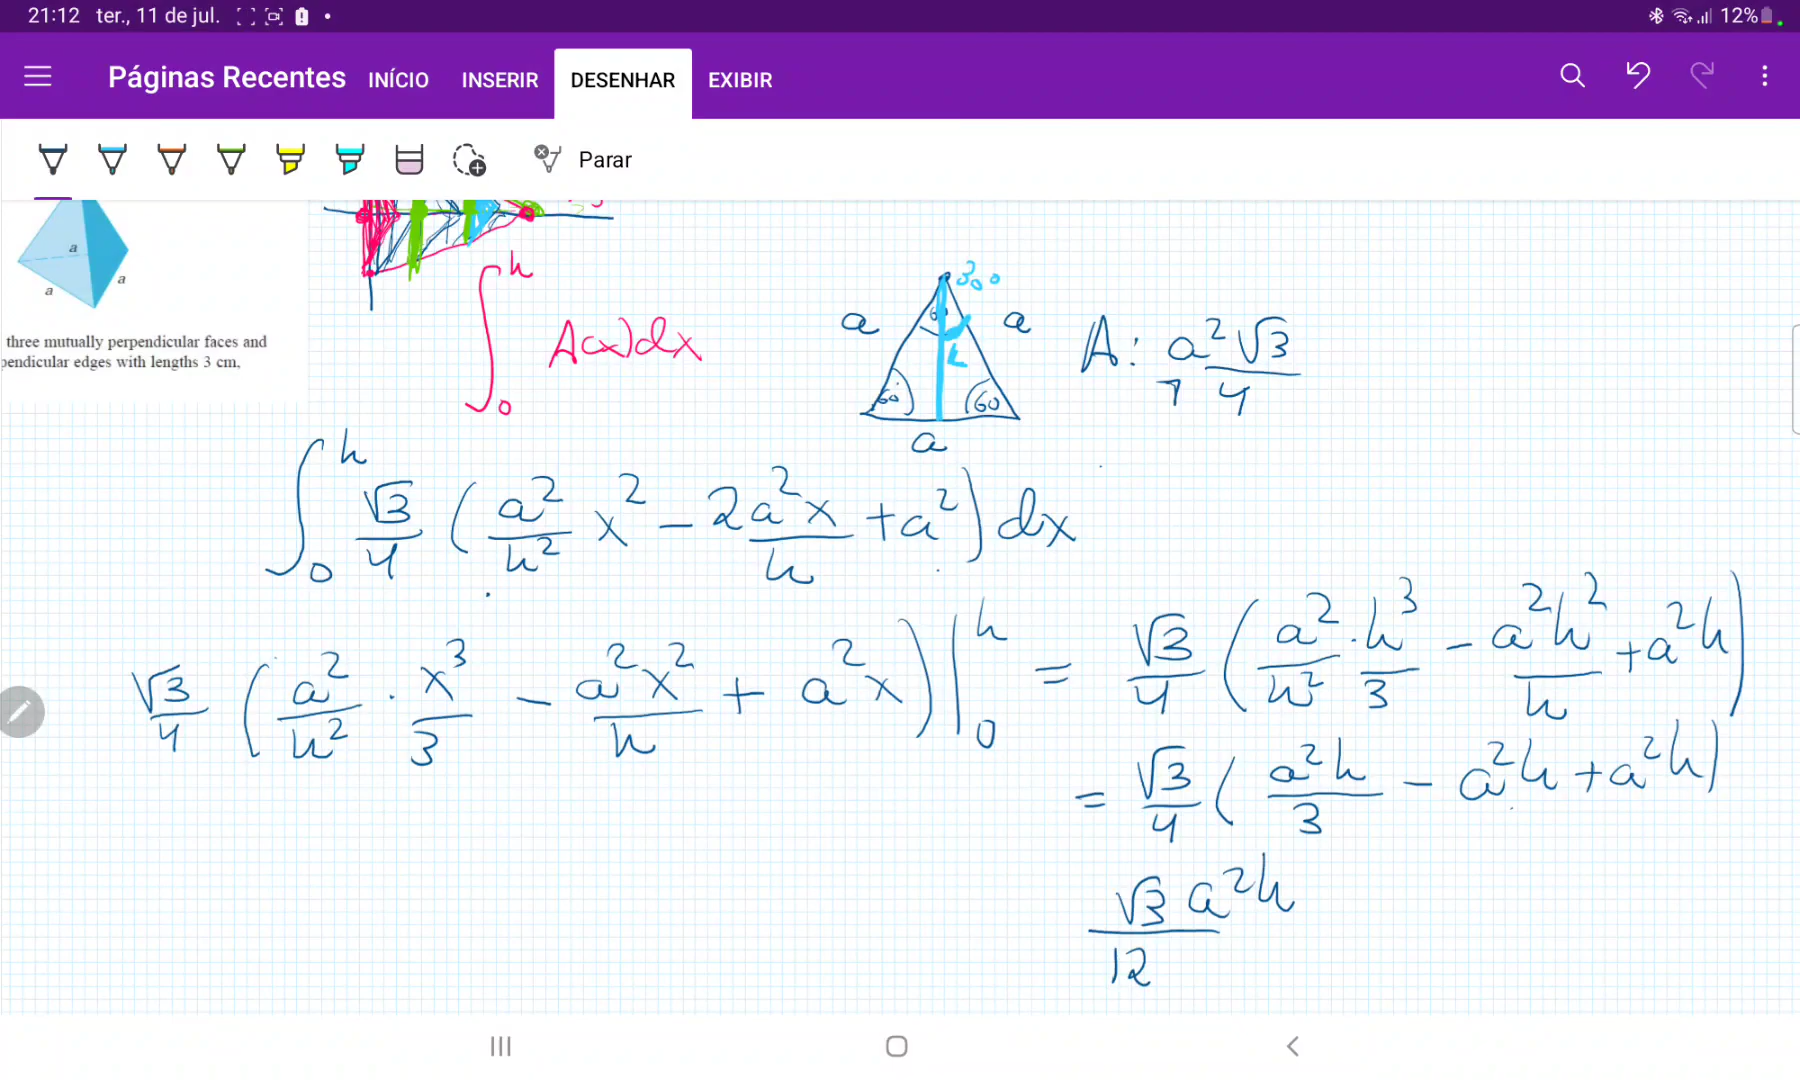 21:12 ter., 11 de jul.
12%
Páginas Recentes INÍCIO INSERIR DESENHAR EXIBIR
Parar
a
a
a
three mutually perpendicular faces and
pendicular edges with lengths 3 cm,
∫₀ʰ A(x)dx
30°
a
a
60
60
a
A: a²√3/4
∫₀ʰ √3/4 (a²/h² x² − 2a²x/h + a²) dx
√3/4 (a²/h² · x³/3 − a²x²/h + a²x) |₀ʰ = √3/4 (a²/h² · h³/3 − a²h²/h + a²h)
= √3/4 (a²h/3 − a²h + a²h)
√3 a²h/12